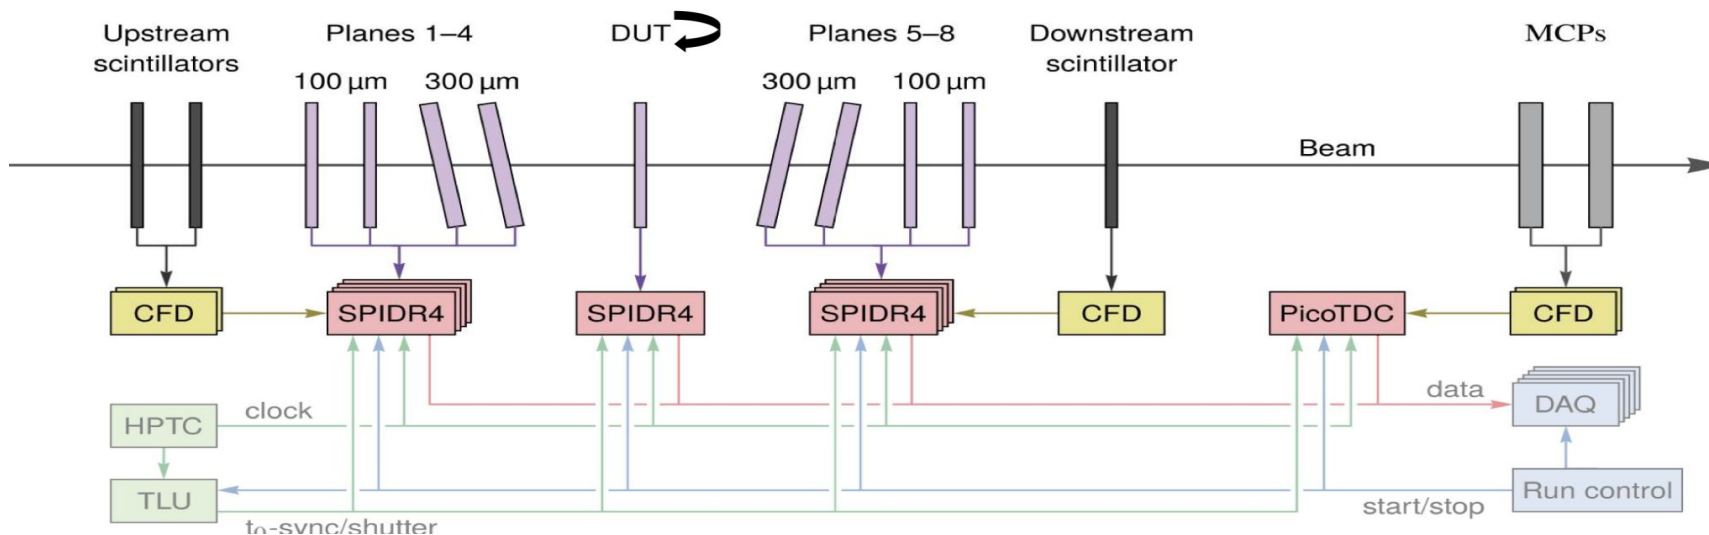 Upstream
scintillators
Planes 1–4
DUT
Planes 5–8
Downstream
scintillator
MCPs
100 µm
300 µm
300 µm
100 µm
Beam
CFD
SPIDR4
SPIDR4
SPIDR4
CFD
PicoTDC
CFD
HPTC
clock
data
DAQ
TLU
t₀-sync/shutter
start/stop
Run control